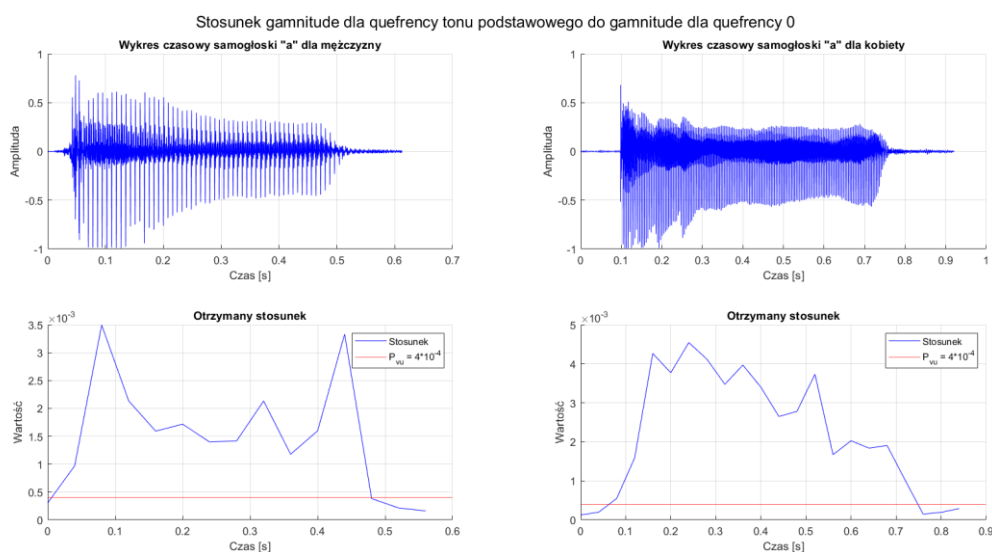 Stosunek gamnitude dla quefrency tonu podstawowego do gamnitude dla quefrency 0
Wykres czasowy samogłoski "a" dla mężczyzny
1
0.5
0
-0.5
-1
Amplituda
0 0.1 0.2 0.3 0.4 0.5 0.6 0.7
Czas [s]
Wykres czasowy samogłoski "a" dla kobiety
1
0.5
0
-0.5
-1
Amplituda
0 0.1 0.2 0.3 0.4 0.5 0.6 0.7 0.8 0.9 1
Czas [s]
Otrzymany stosunek
×10⁻³
3.5
3
2.5
2
1.5
1
0.5
0
Wartość
Stosunek
P_vu = 4*10⁻⁴
0 0.1 0.2 0.3 0.4 0.5 0.6
Czas [s]
Otrzymany stosunek
×10⁻³
5
4
3
2
1
0
Wartość
Stosunek
P_vu = 4*10⁻⁴
0 0.1 0.2 0.3 0.4 0.5 0.6 0.7 0.8 0.9
Czas [s]